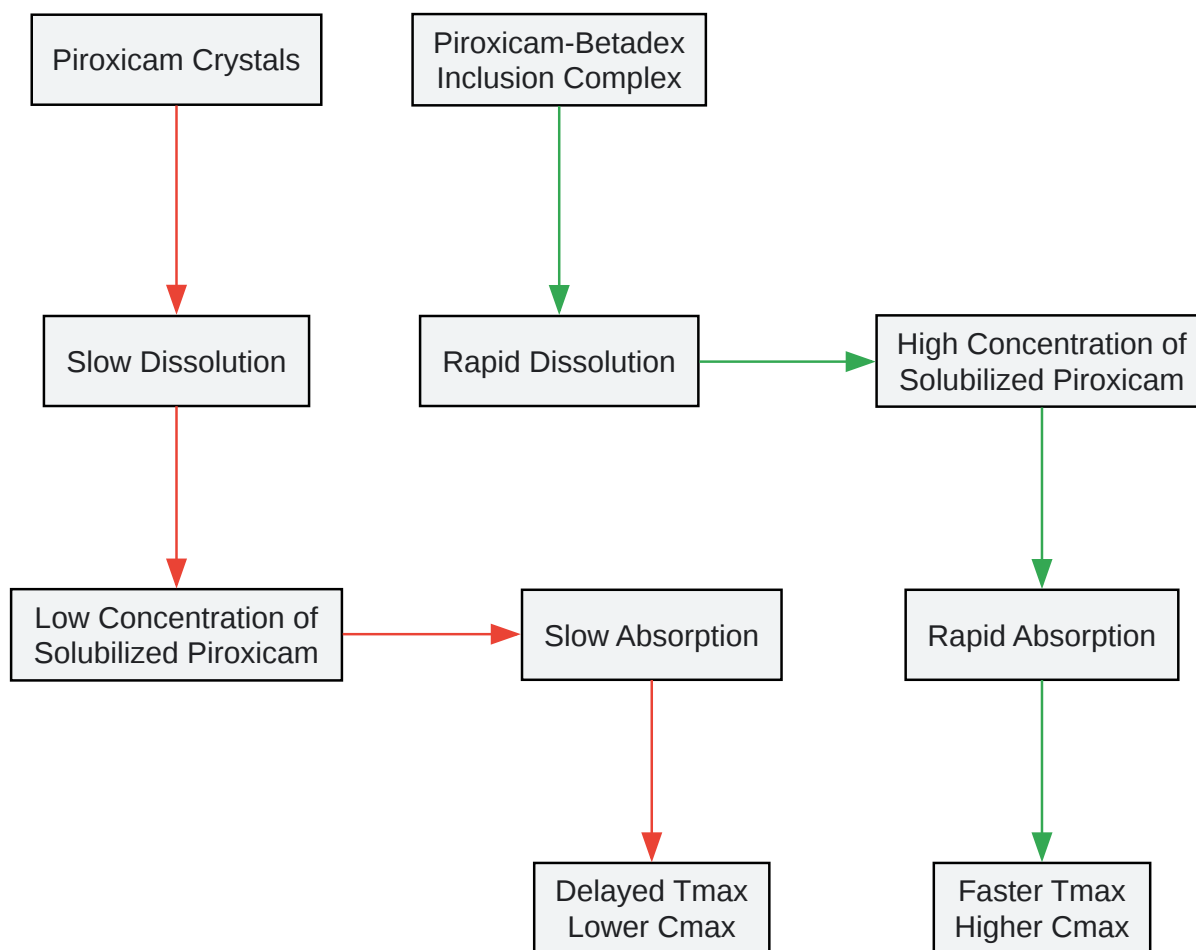 Piroxicam Crystals
Piroxicam-Betadex
Inclusion Complex
Slow Dissolution
Rapid Dissolution
High Concentration of
Solubilized Piroxicam
Low Concentration of
Solubilized Piroxicam
Slow Absorption
Rapid Absorption
Delayed Tmax
Lower Cmax
Faster Tmax
Higher Cmax